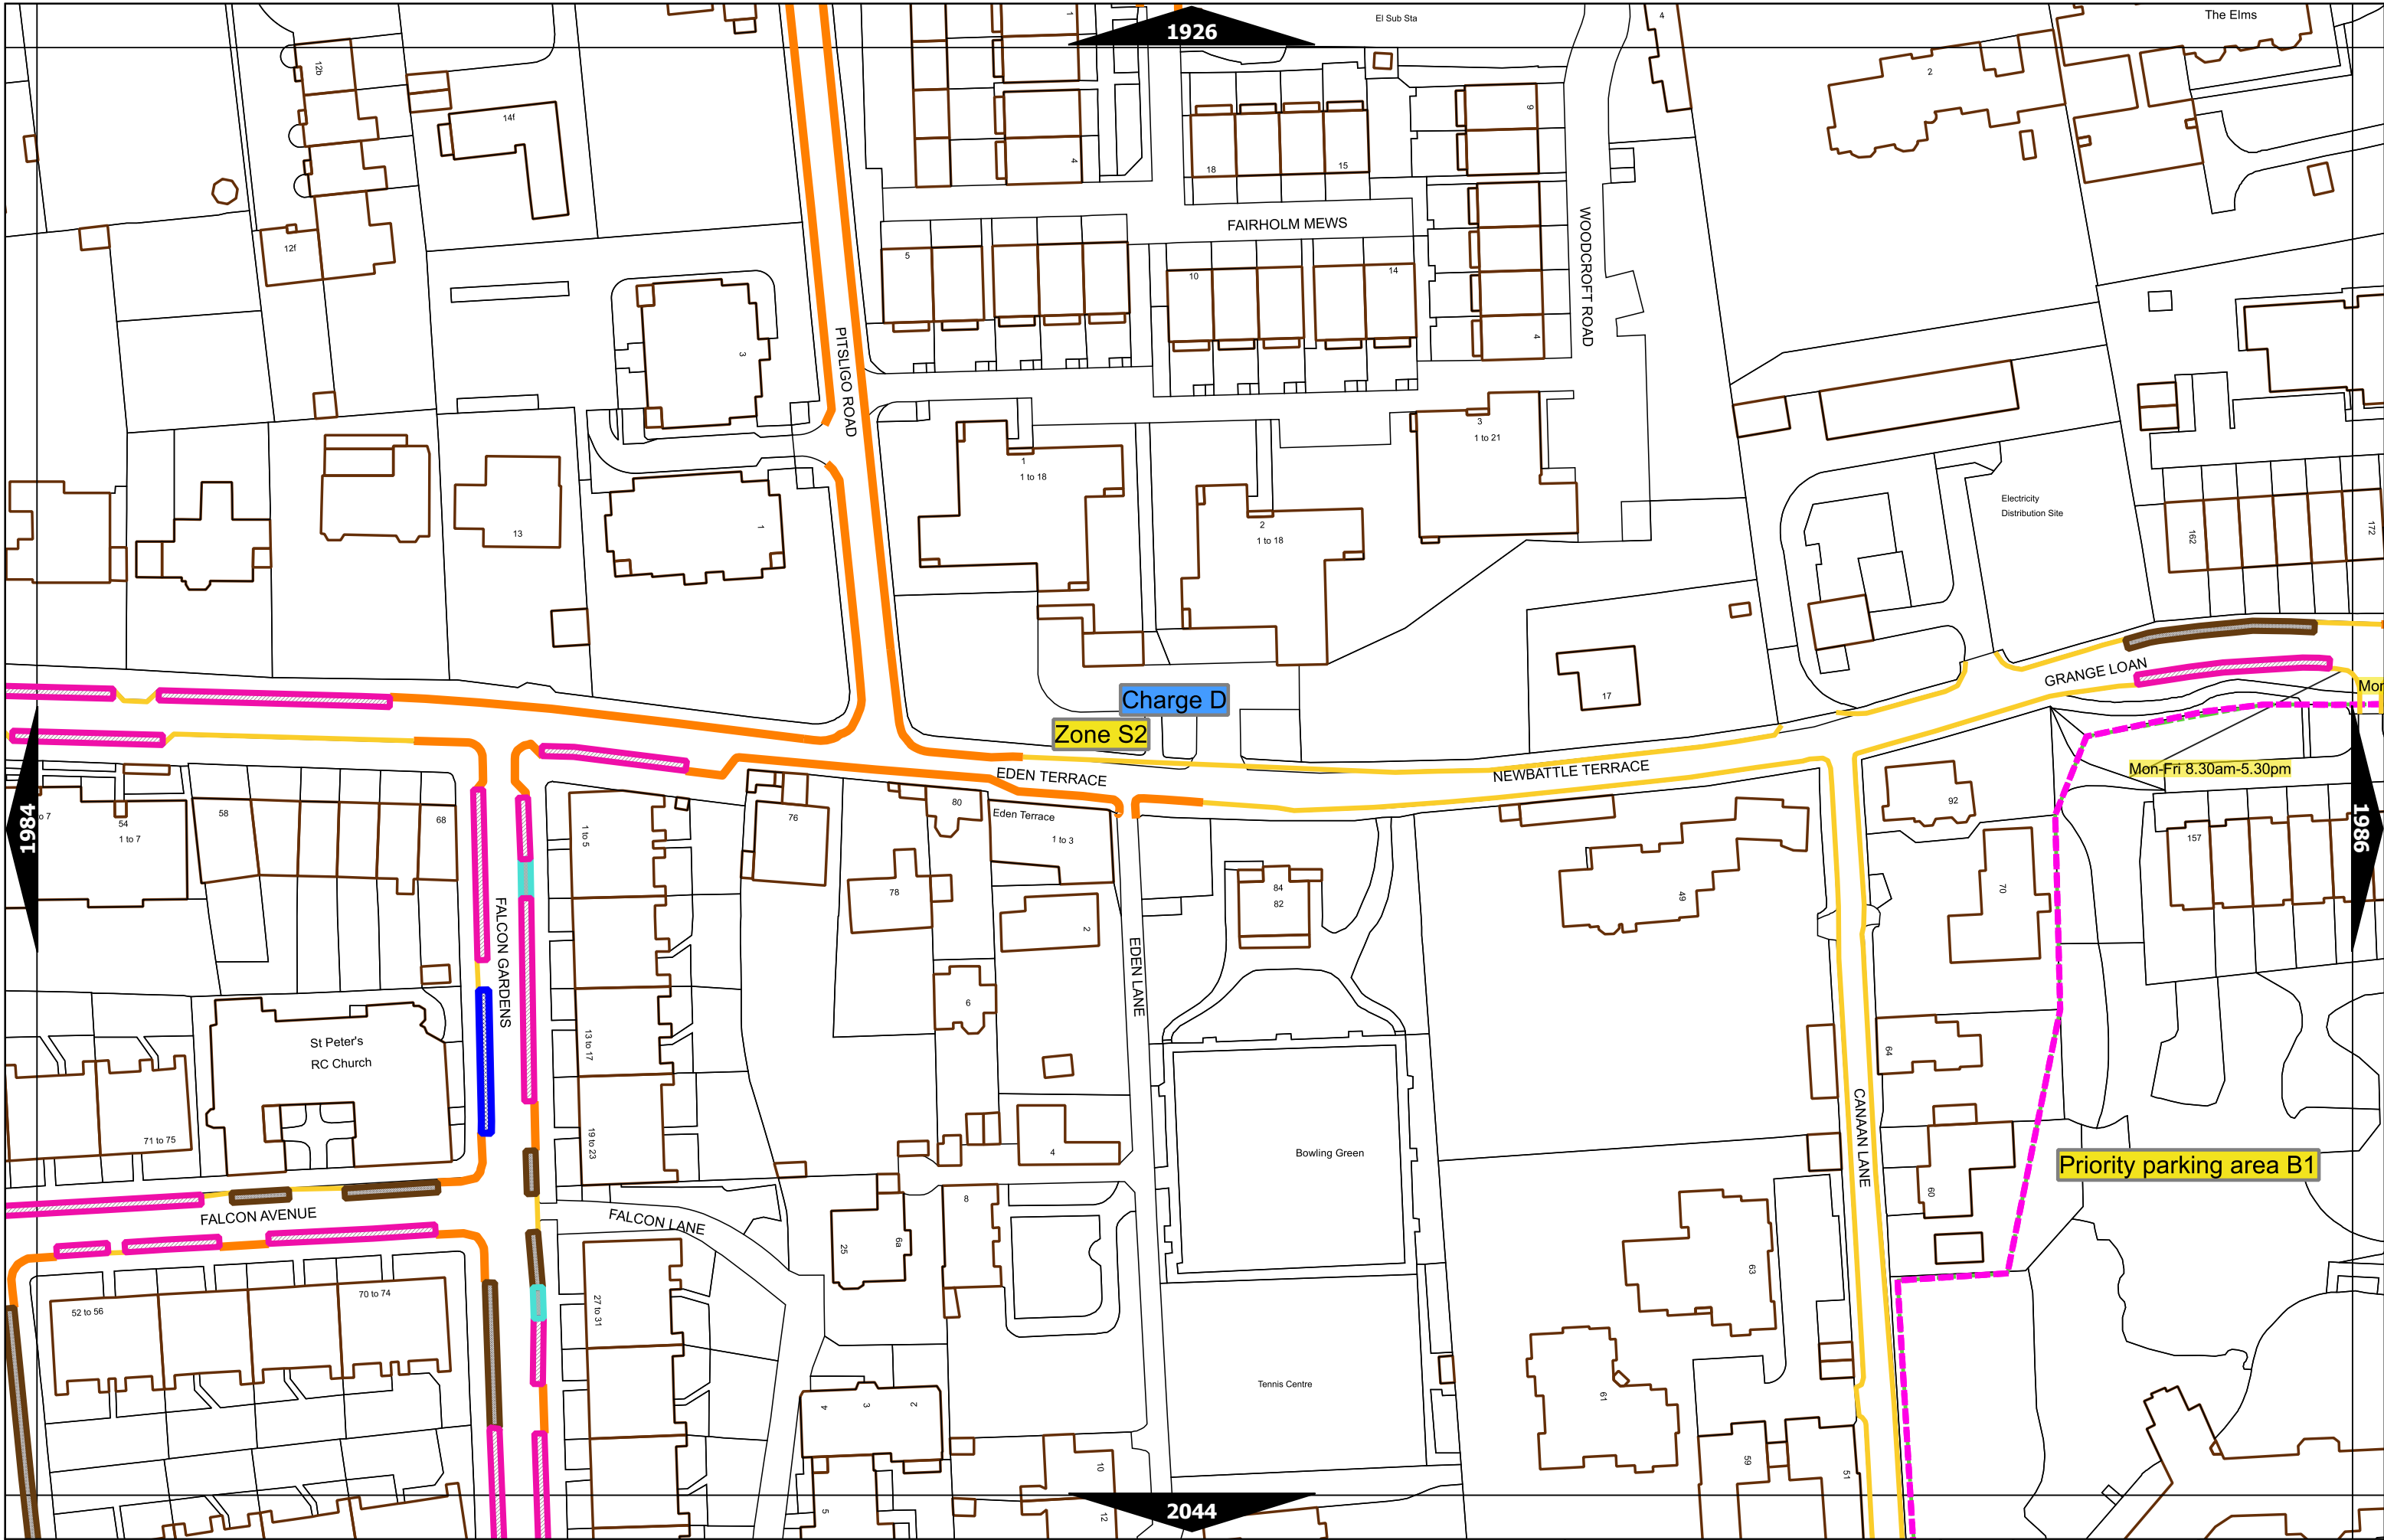 1926
El Sub Sta
1
4
The Elms
12b
2
14f
9
4
18
15
FAIRHOLM MEWS
WOODCROFT ROAD
12f
5
10
14
3
PITSLIGO ROAD
4
3
1 to 21
1
1 to 18
13
1
2
1 to 18
Electricity
Distribution Site
162
172
GRANGE LOAN
17
Charge D
Zone S2
Mon
EDEN TERRACE
NEWBATTLE TERRACE
Mon-Fri 8.30am-5.30pm
1984
o 7
54
1 to 7
58
68
1 to 5
76
80
Eden Terrace
1 to 3
92
1986
157
78
84
82
49
70
FALCON GARDENS
2
EDEN LANE
6
St Peter's
RC Church
13 to 17
64
CANAAN LANE
71 to 75
19 to 23
4
Bowling Green
Priority parking area B1
8
60
FALCON AVENUE
FALCON LANE
25
6a
63
52 to 56
70 to 74
27 to 31
Tennis Centre
61
4
3
2
10
59
51
5
12
2044